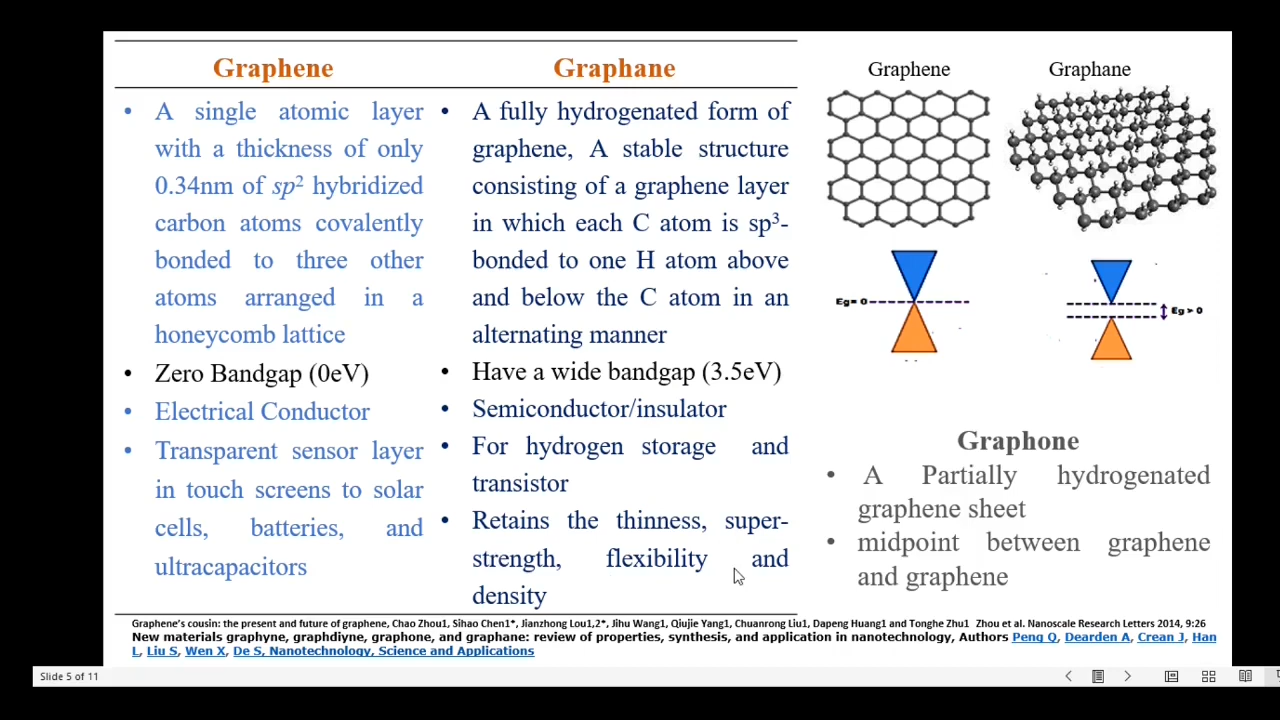 Graphene
• A single atomic layer
with a thickness of only
0.34nm of sp² hybridized
carbon atoms covalently
bonded to three other
atoms arranged in a
honeycomb lattice
• Zero Bandgap (0eV)
• Electrical Conductor
• Transparent sensor layer
in touch screens to solar
cells, batteries, and
ultracapacitors
Graphane
• A fully hydrogenated form of
graphene, A stable structure
consisting of a graphene layer
in which each C atom is sp³-
bonded to one H atom above
and below the C atom in an
alternating manner
• Have a wide bandgap (3.5eV)
• Semiconductor/insulator
• For hydrogen storage and
transistor
• Retains the thinness, super-
strength, flexibility and
density
Graphene
Graphane
Eg= 0
Eg > 0
Graphone
• A Partially hydrogenated
graphene sheet
• midpoint between graphene
and graphene
Graphene's cousin: the present and future of graphene, Chao Zhou1, Sihao Chen1*, Jianzhong Lou1,2*, Jihu Wang1, Qiujie Yang1, Chuanrong Liu1, Dapeng Huang1 and Tonghe Zhu1 Zhou et al. Nanoscale Research Letters 2014, 9:26
New materials graphyne, graphdiyne, graphone, and graphane: review of properties, synthesis, and application in nanotechnology, Authors Peng Q, Dearden A, Crean J, Han
L, Liu S, Wen X, De S, Nanotechnology, Science and Applications
Slide 5 of 11